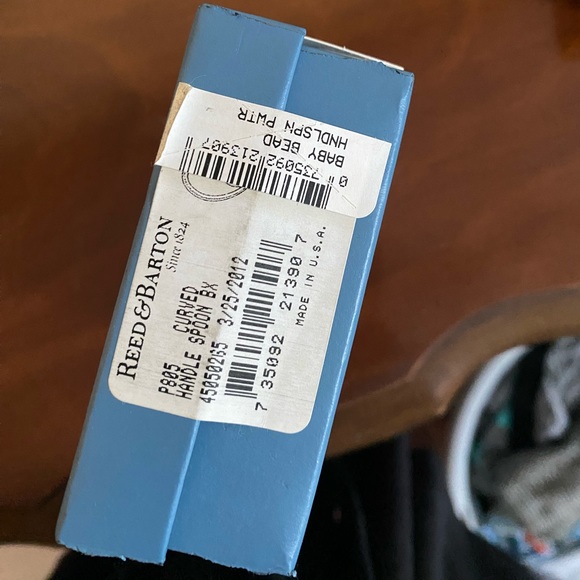 BABY BEAD
HNDLSPN PWTR
0 735092 213907
REED & BARTON
Since 1824
P805 CURVED
HANDLE SPOON BX
45050265 3/25/2012
7 35092 21390 7
MADE IN U.S.A.